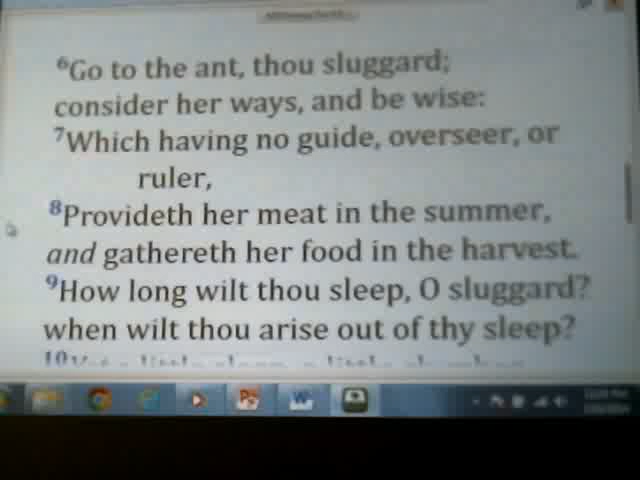 ⁶Go to the ant, thou sluggard;
consider her ways, and be wise:
⁷Which having no guide, overseer, or
ruler,
⁸Provideth her meat in the summer,
and gathereth her food in the harvest.
⁹How long wilt thou sleep, O sluggard?
when wilt thou arise out of thy sleep?
10